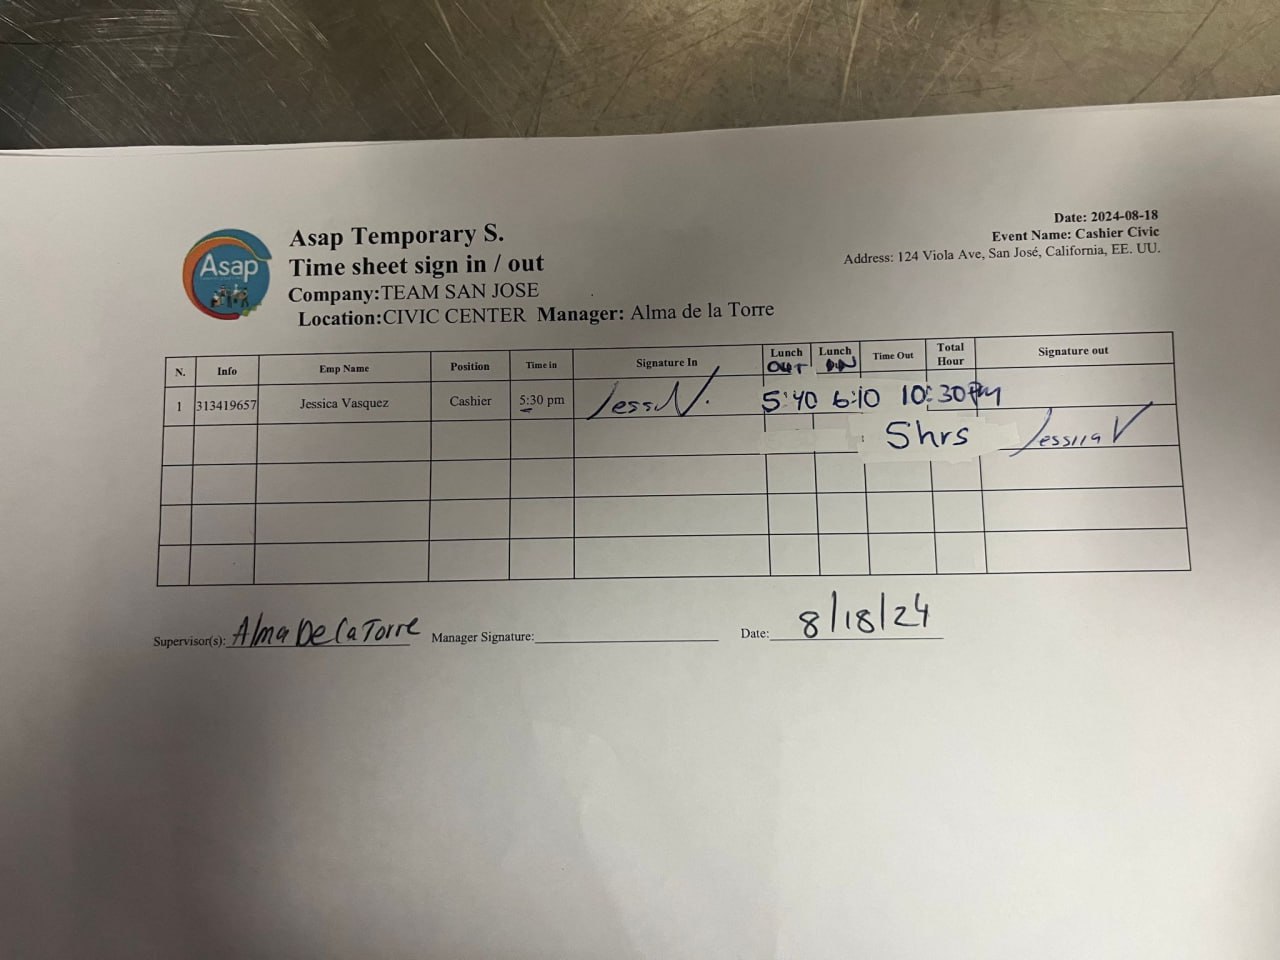 Asap
Asap Temporary S.
Time sheet sign in / out
Company:TEAM SAN JOSE
Location:CIVIC CENTER Manager: Alma de la Torre
Date: 2024-08-18
Event Name: Cashier Civic
Address: 124 Viola Ave, San José, California, EE. UU.
N. Info Emp Name Position Time in Signature In Lunch OUT Lunch IN Time Out Total Hour Signature out
1 313419657 Jessica Vasquez Cashier 5:30 pm Jess V. 5:40 6:10 10:30pm
5hrs Jessica V
Supervisor(s): Alma De La Torre Manager Signature: Date: 8/18/24